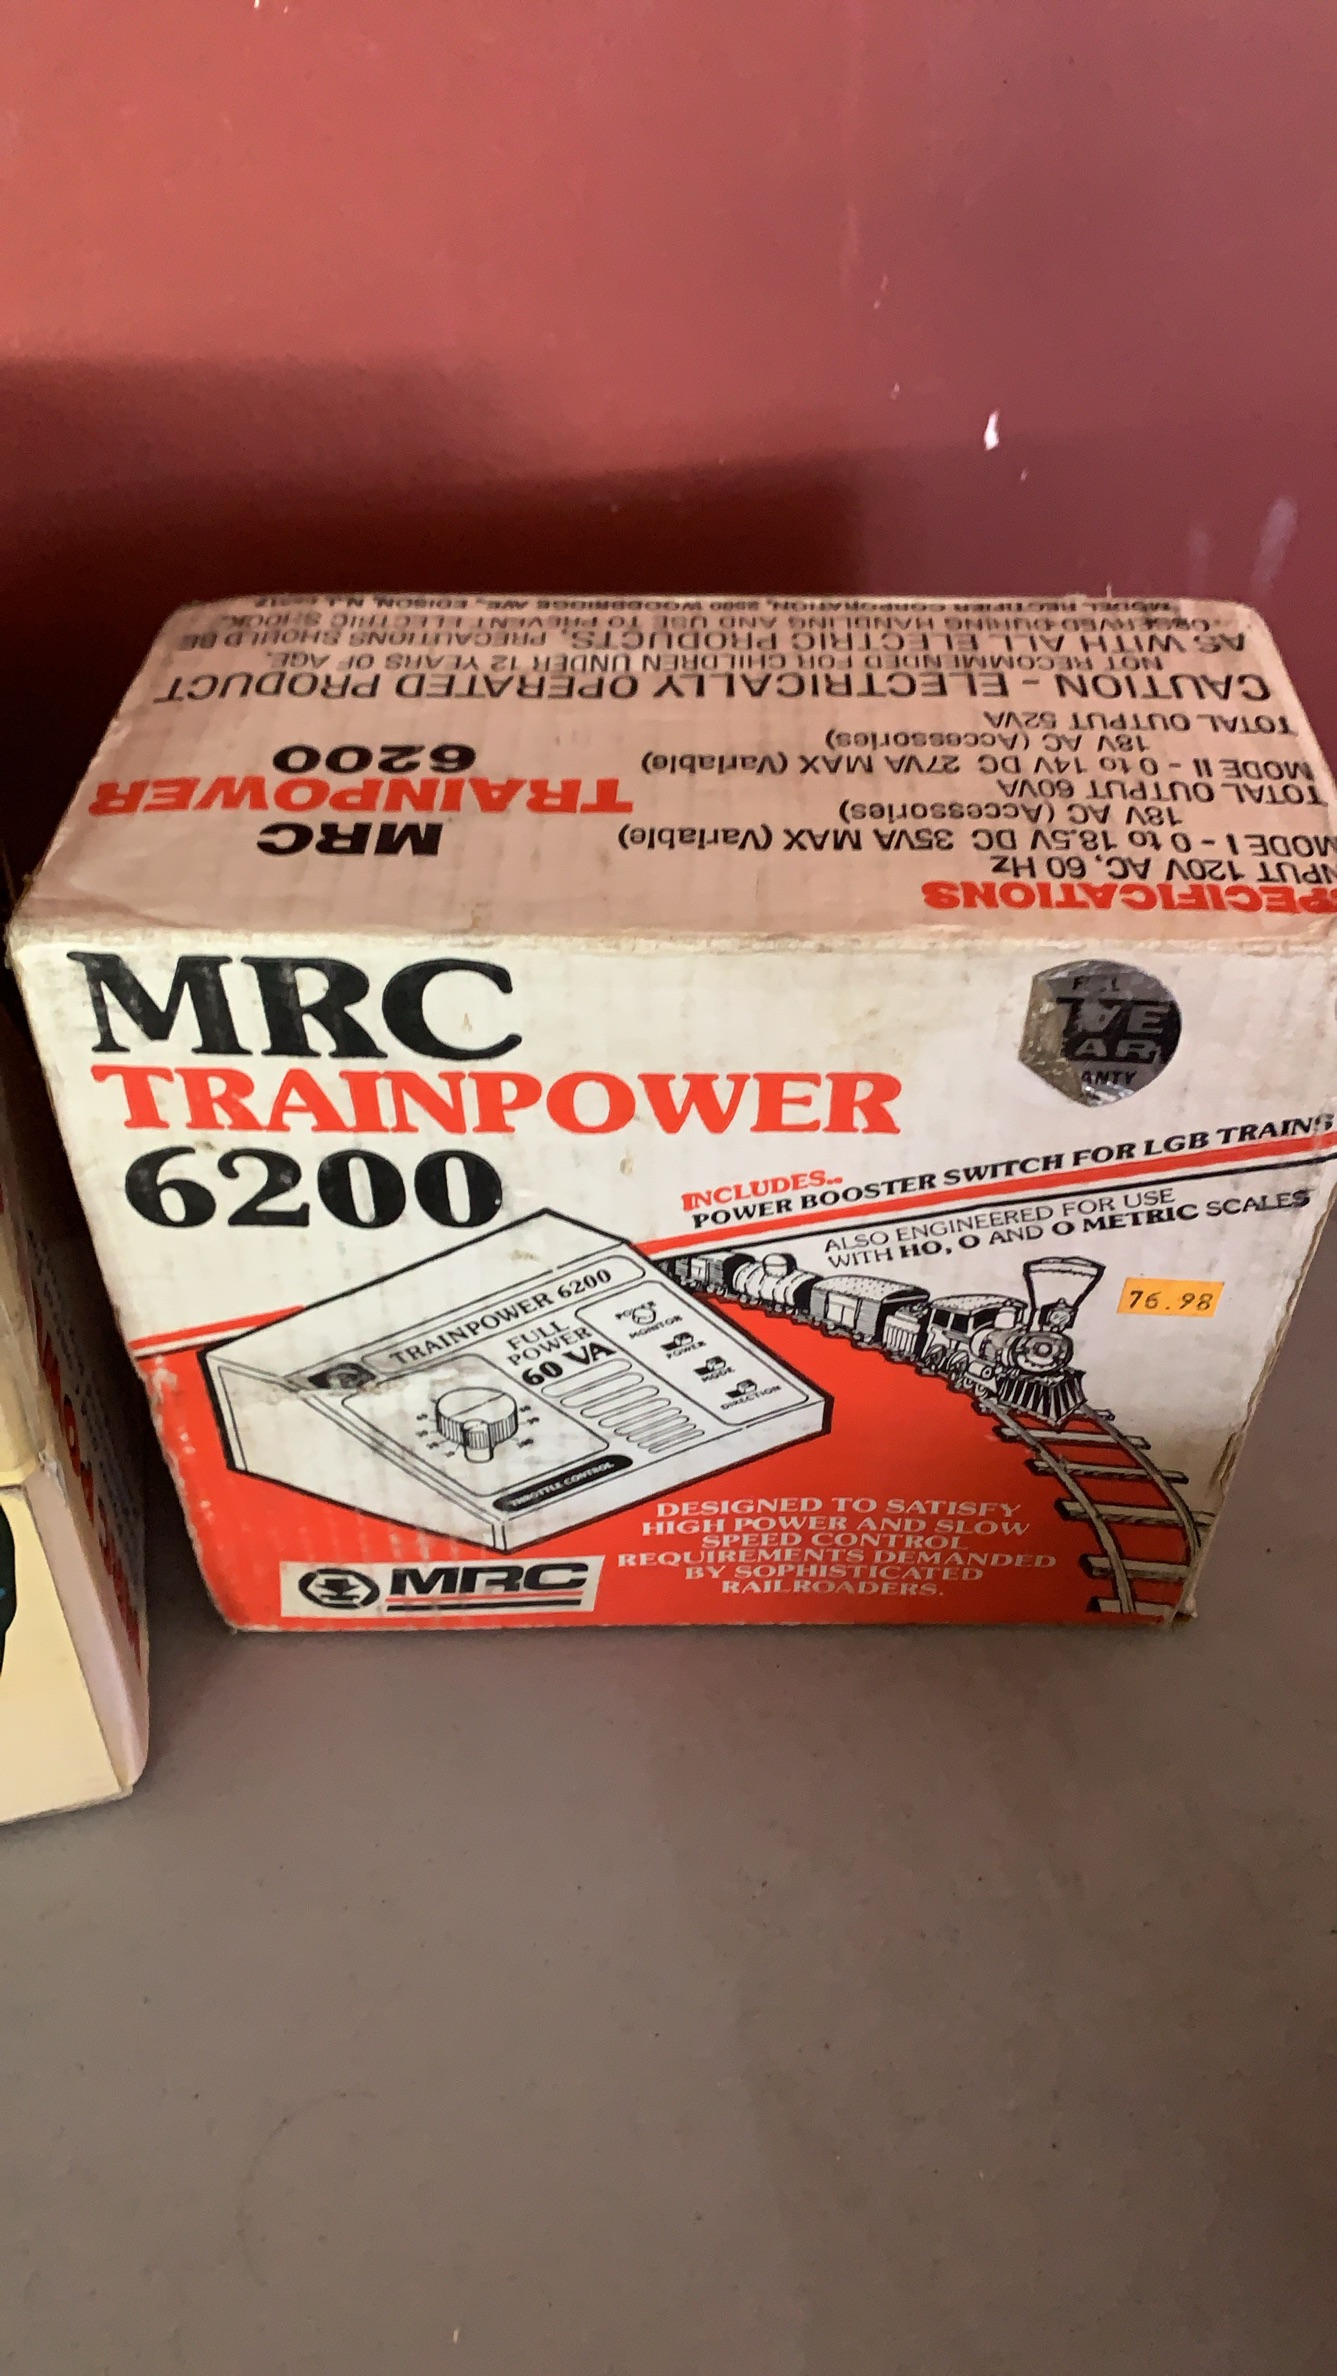 MODEL RECTIFIER CORPORATION, 2500 WOODBRIDGE AVE., EDISON, N.J.
OBSERVED DURING HANDLING AND USE TO PREVENT ELECTRIC SHOCK.
AS WITH ALL ELECTRIC PRODUCTS, PRECAUTIONS SHOULD BE
NOT RECOMMENDED FOR CHILDREN UNDER 12 YEARS OF AGE.
CAUTION - ELECTRICALLY OPERATED PRODUCT
TOTAL OUTPUT 52VA
18V AC (Accessories)
MODE II - 0 to 14V DC 27VA MAX (Variable)
TOTAL OUTPUT 60VA
18V AC (Accessories)
MODE I - 0 to 18.5V DC 35VA MAX (Variable)
INPUT 120V AC, 60 Hz
SPECIFICATIONS
6200
TRAINPOWER
MRC
MRC
TRAINPOWER
6200
INCLUDES..
POWER BOOSTER SWITCH FOR LGB TRAINS
ALSO ENGINEERED FOR USE
WITH HO, O AND O METRIC SCALES
76.98
TRAINPOWER 6200
FULL
POWER
60 VA
POWER
MONITOR
POWER
MODE
DIRECTION
THROTTLE CONTROL
DESIGNED TO SATISFY
HIGH POWER AND SLOW
SPEED CONTROL
REQUIREMENTS DEMANDED
BY SOPHISTICATED
RAILROADERS.
MRC